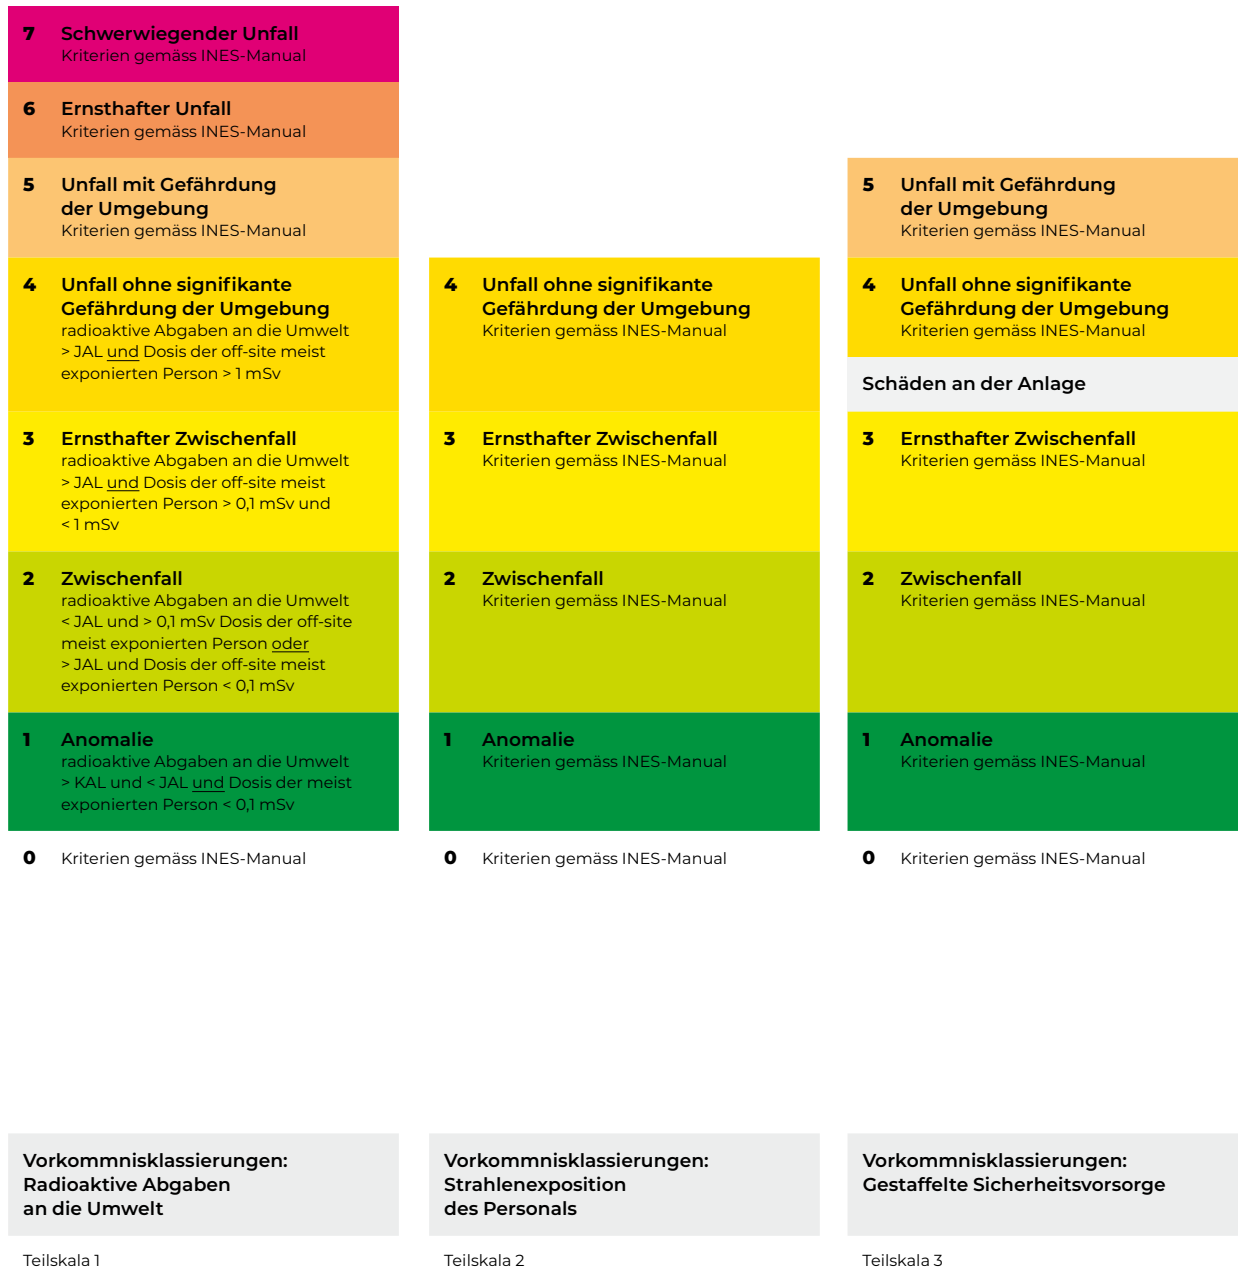 7 Schwerwiegender Unfall
Kriterien gemäss INES-Manual
6 Ernsthafter Unfall
Kriterien gemäss INES-Manual
5 Unfall mit Gefährdung
der Umgebung
Kriterien gemäss INES-Manual
4 Unfall ohne signifikante
Gefährdung der Umgebung
radioaktive Abgaben an die Umwelt
> JAL und Dosis der off-site meist
exponierten Person > 1 mSv
3 Ernsthafter Zwischenfall
radioaktive Abgaben an die Umwelt
> JAL und Dosis der off-site meist
exponierten Person > 0,1 mSv und
< 1 mSv
2 Zwischenfall
radioaktive Abgaben an die Umwelt
< JAL und > 0,1 mSv Dosis der off-site
meist exponierten Person oder
> JAL und Dosis der off-site meist
exponierten Person < 0,1 mSv
1 Anomalie
radioaktive Abgaben an die Umwelt
> KAL und < JAL und Dosis der meist
exponierten Person < 0,1 mSv
0 Kriterien gemäss INES-Manual
Vorkommnisklassierungen:
Radioaktive Abgaben
an die Umwelt
Teilskala 1
4 Unfall ohne signifikante
Gefährdung der Umgebung
Kriterien gemäss INES-Manual
3 Ernsthafter Zwischenfall
Kriterien gemäss INES-Manual
2 Zwischenfall
Kriterien gemäss INES-Manual
1 Anomalie
Kriterien gemäss INES-Manual
0 Kriterien gemäss INES-Manual
Vorkommnisklassierungen:
Strahlenexposition
des Personals
Teilskala 2
5 Unfall mit Gefährdung
der Umgebung
Kriterien gemäss INES-Manual
4 Unfall ohne signifikante
Gefährdung der Umgebung
Kriterien gemäss INES-Manual
Schäden an der Anlage
3 Ernsthafter Zwischenfall
Kriterien gemäss INES-Manual
2 Zwischenfall
Kriterien gemäss INES-Manual
1 Anomalie
Kriterien gemäss INES-Manual
0 Kriterien gemäss INES-Manual
Vorkommnisklassierungen:
Gestaffelte Sicherheitsvorsorge
Teilskala 3